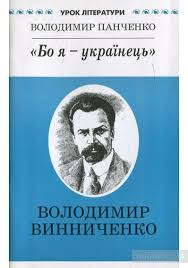 УРОК ЛІТЕРАТУРИ
ВОЛОДИМИР ПАНЧЕНКО
«Бо я – українець»
ВОЛОДИМИР
ВИННИЧЕНКО